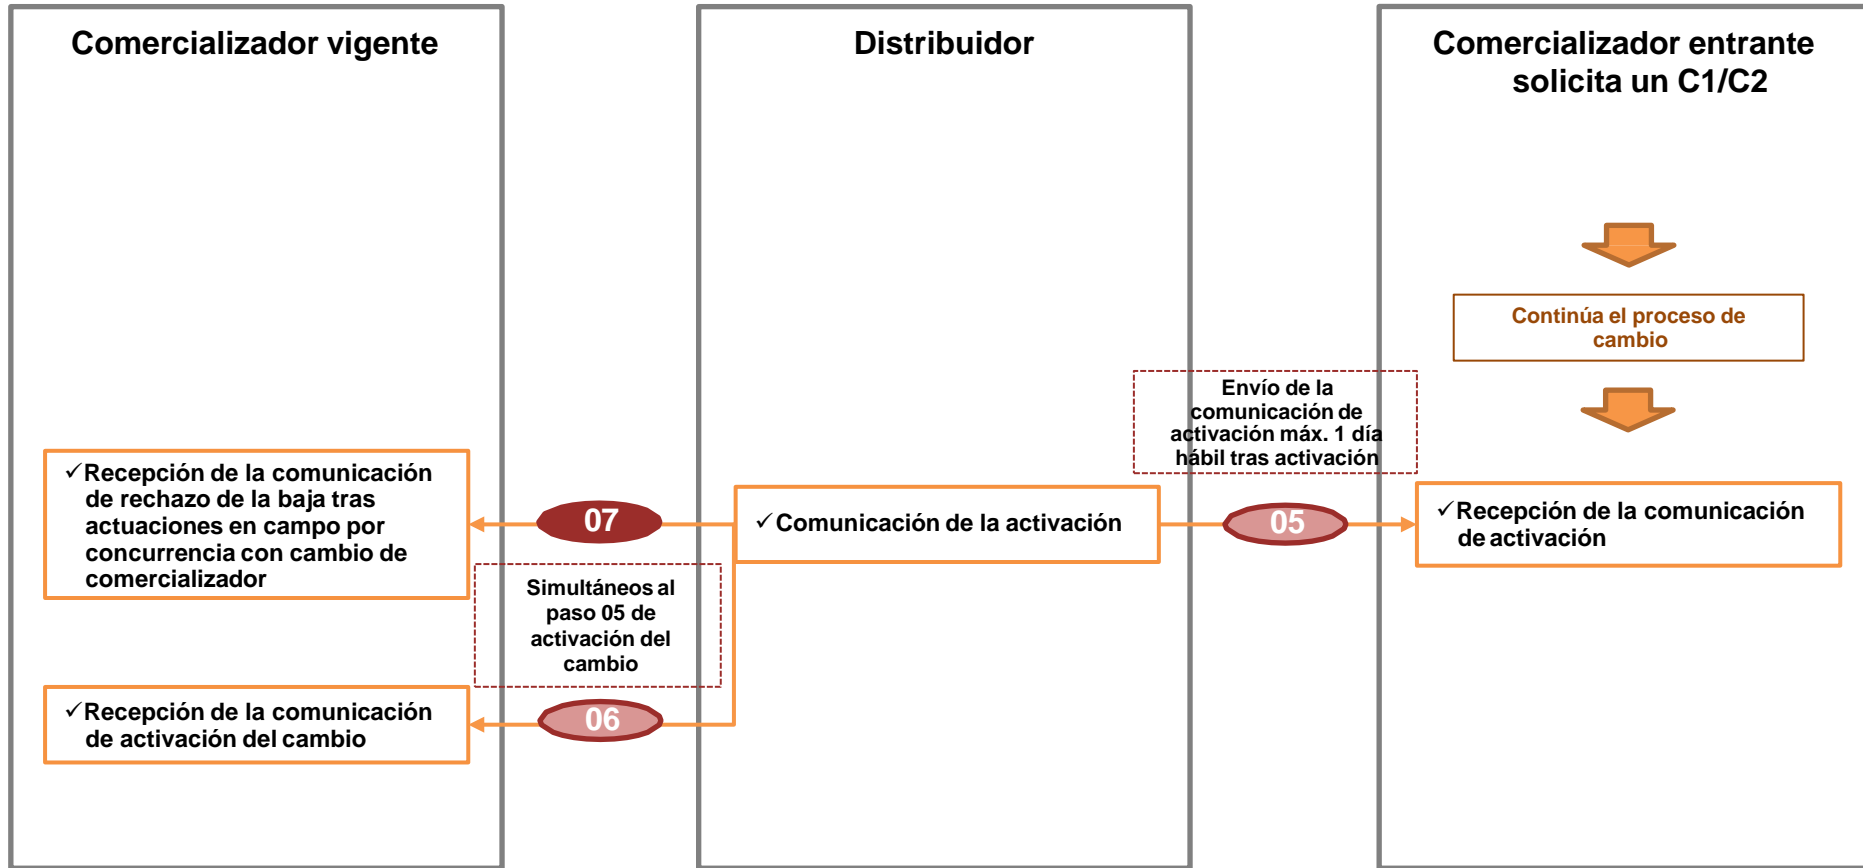 Comercializador vigente
Distribuidor
Comercializador entrante
solicita un C1/C2
Continúa el proceso de
cambio
Envío de la
comunicación de
activación máx. 1 día
hábil tras activación
✓Recepción de la comunicación
de rechazo de la baja tras
actuaciones en campo por
concurrencia con cambio de
comercializador
07
✓Comunicación de la activación
05
✓Recepción de la comunicación
de activación
Simultáneos al
paso 05 de
activación del
cambio
✓Recepción de la comunicación
de activación del cambio
06